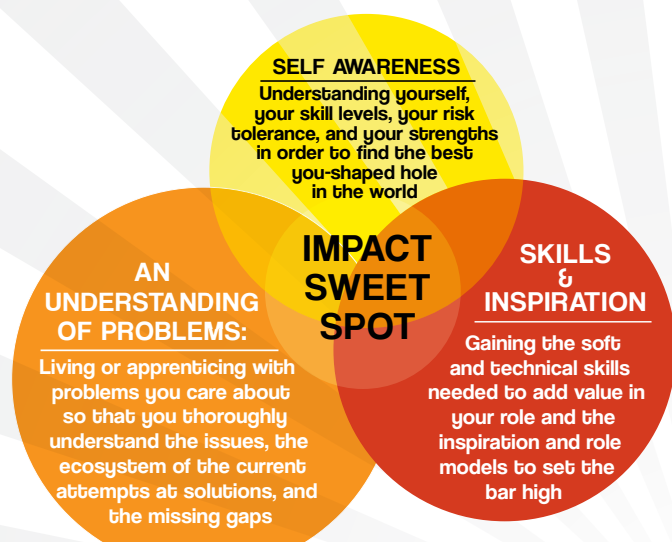 SELF AWARENESS
Understanding yourself,
your skill levels, your risk
tolerance, and your strengths
in order to find the best
you-shaped hole
in the world
IMPACT
SWEET
SPOT
AN
UNDERSTANDING
OF PROBLEMS:
Living or apprenticing with
problems you care about
so that you thoroughly
understand the issues, the
ecosystem of the current
attempts at solutions, and
the missing gaps
SKILLS
&
INSPIRATION
Gaining the soft
and technical skills
needed to add value in
your role and the
inspiration and role
models to set the
bar high